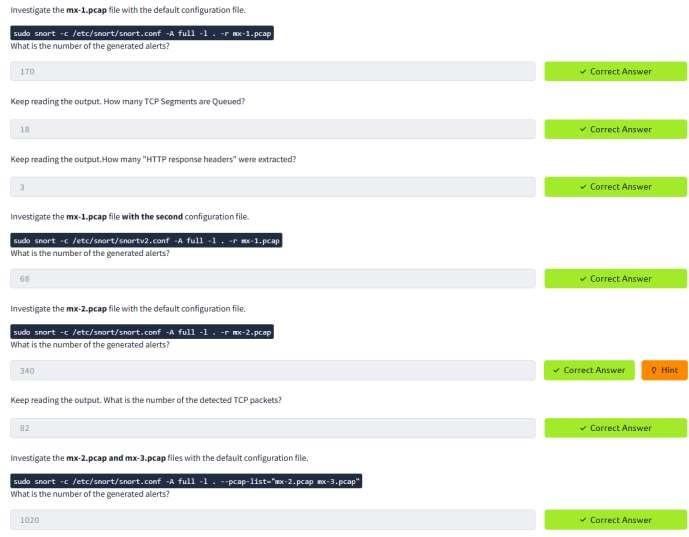 Investigate the mx-1.pcap file with the default configuration file.
sudo snort -c /etc/snort/snort.conf -A full -l . -r mx-1.pcap
What is the number of the generated alerts?
170
✓ Correct Answer
Keep reading the output. How many TCP Segments are Queued?
18
✓ Correct Answer
Keep reading the output.How many "HTTP response headers" were extracted?
3
✓ Correct Answer
Investigate the mx-1.pcap file with the second configuration file.
sudo snort -c /etc/snort/snortv2.conf -A full -l . -r mx-1.pcap
What is the number of the generated alerts?
68
✓ Correct Answer
Investigate the mx-2.pcap file with the default configuration file.
sudo snort -c /etc/snort/snort.conf -A full -l . -r mx-2.pcap
What is the number of the generated alerts?
340
✓ Correct Answer
Hint
Keep reading the output. What is the number of the detected TCP packets?
82
✓ Correct Answer
Investigate the mx-2.pcap and mx-3.pcap files with the default configuration file.
sudo snort -c /etc/snort/snort.conf -A full -l . --pcap-list="mx-2.pcap mx-3.pcap"
What is the number of the generated alerts?
1020
✓ Correct Answer